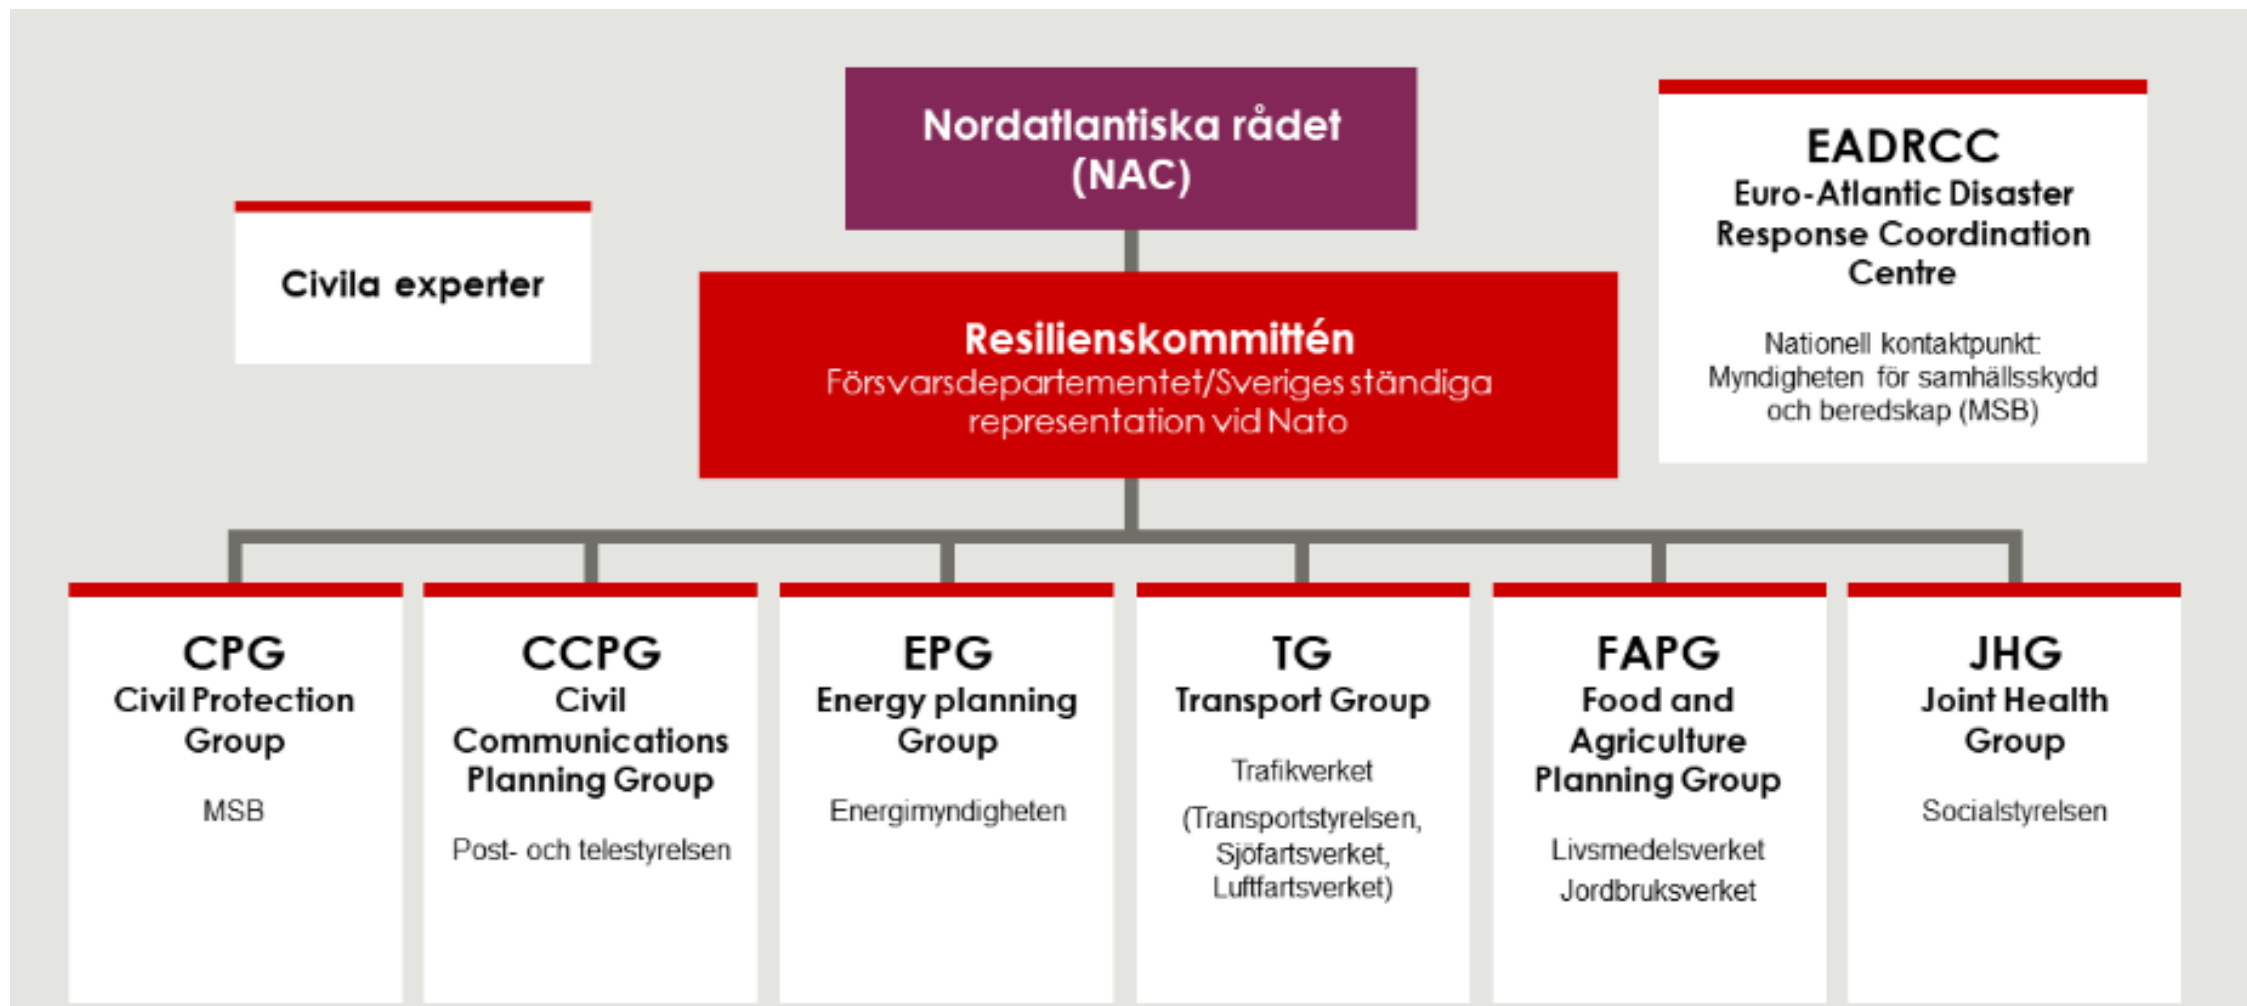 Nordatlantiska rådet
(NAC)
EADRCC
Euro-Atlantic Disaster
Response Coordination
Centre
Nationell kontaktpunkt:
Myndigheten för samhällsskydd
och beredskap (MSB)
Civila experter
Resilienskommittén
Försvarsdepartementet/Sveriges ständiga
representation vid Nato
CPG
Civil Protection
Group
MSB
CCPG
Civil
Communications
Planning Group
Post- och telestyrelsen
EPG
Energy planning
Group
Energimyndigheten
TG
Transport Group
Trafikverket
(Transportstyrelsen,
Sjöfartsverket,
Luftfartsverket)
FAPG
Food and
Agriculture
Planning Group
Livsmedelsverket
Jordbruksverket
JHG
Joint Health
Group
Socialstyrelsen